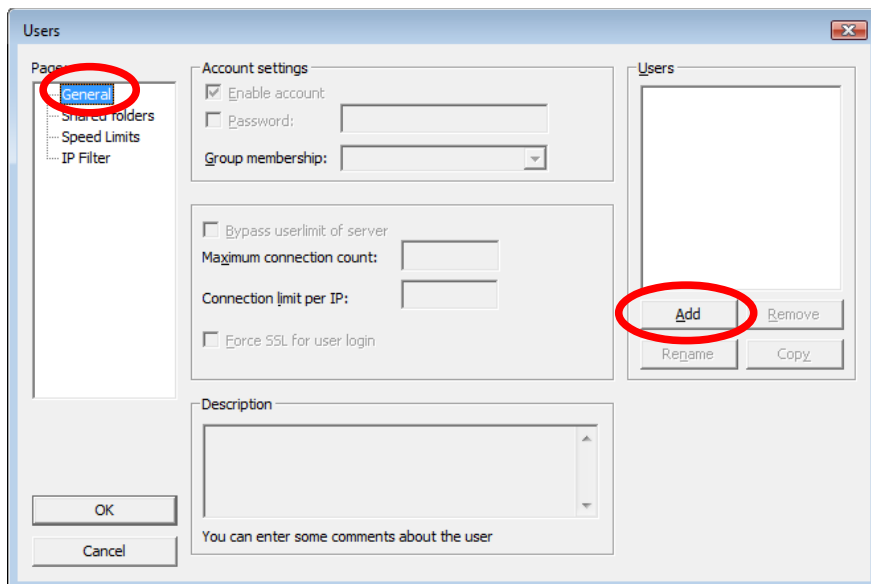 Users
Page:
General
Shared folders
Speed Limits
IP Filter
OK
Cancel
Account settings
Enable account
Password:
Group membership:
Bypass userlimit of server
Maximum connection count:
Connection limit per IP:
Force SSL for user login
Description
You can enter some comments about the user
Users
Add
Remove
Rename
Copy